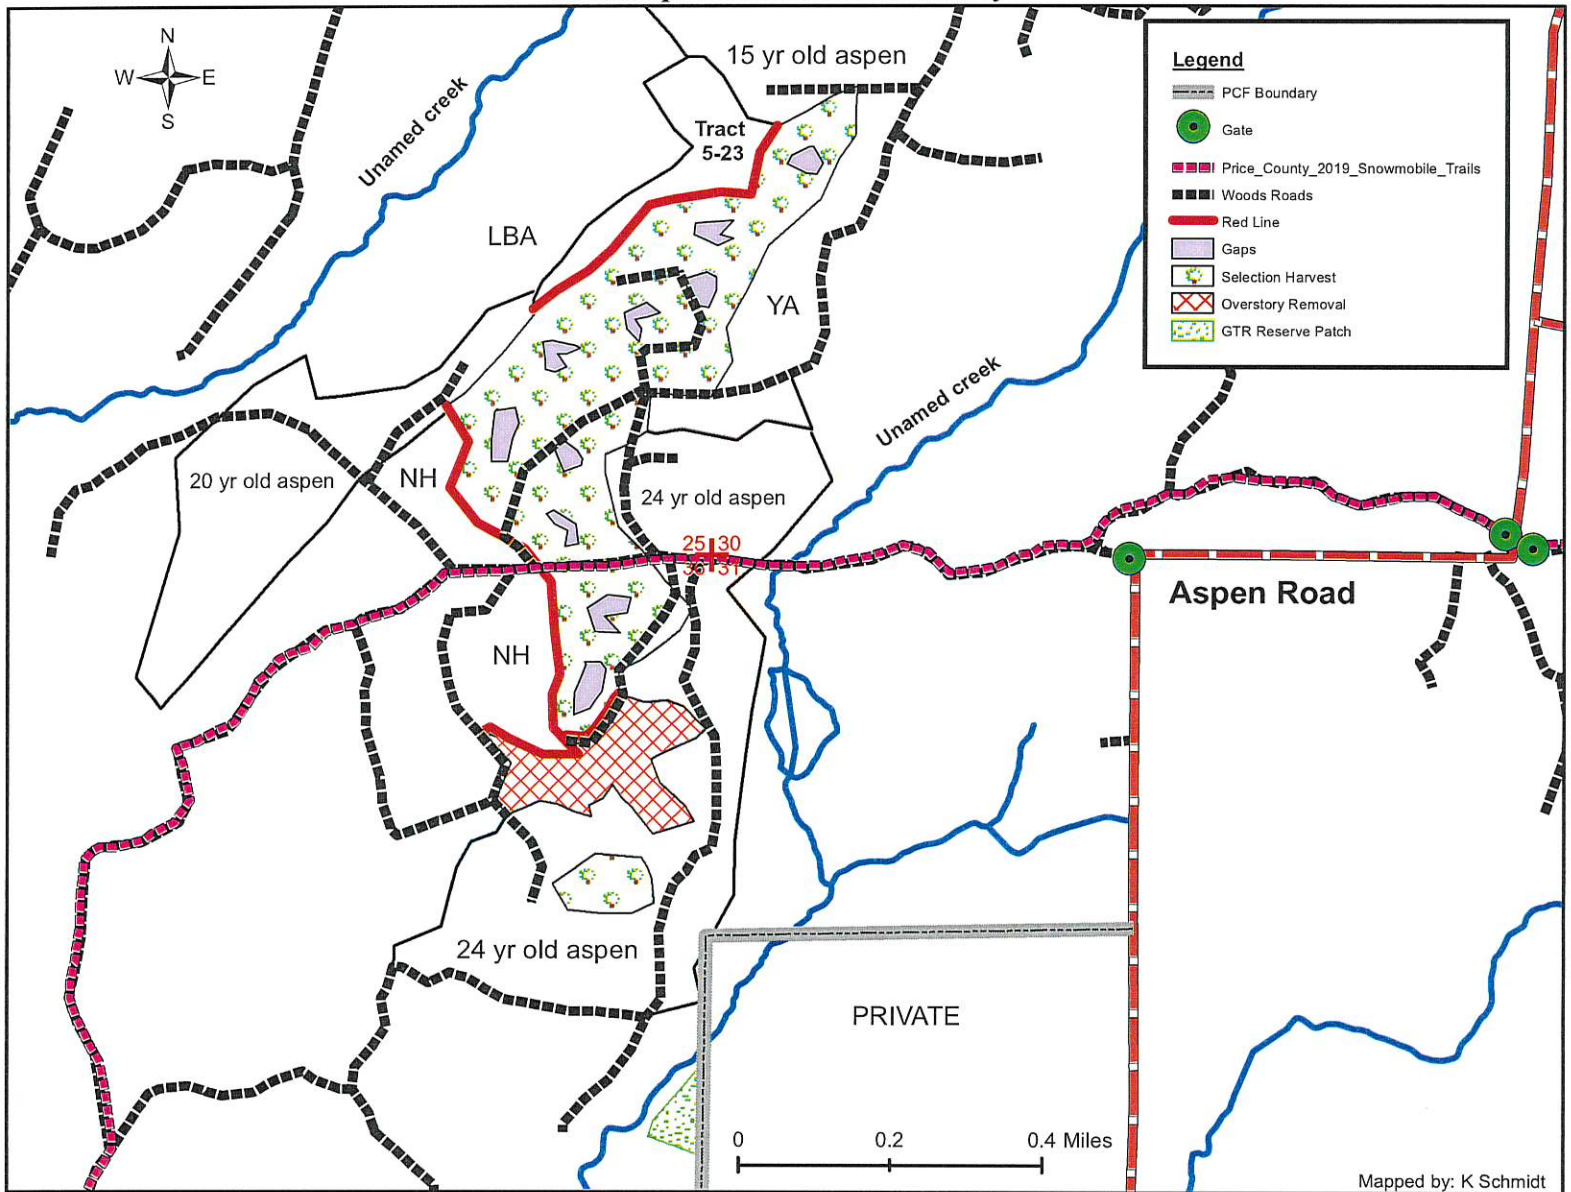 N
W E
S
Unamed creek
15 yr old aspen
Tract
5-23
LBA
YA
Legend
PCF Boundary
Gate
Price_County_2019_Snowmobile_Trails
Woods Roads
Red Line
Gaps
Selection Harvest
Overstory Removal
GTR Reserve Patch
Unamed creek
20 yr old aspen
NH
24 yr old aspen
25 30
36 31
Aspen Road
NH
24 yr old aspen
PRIVATE
0 0.2 0.4 Miles
Mapped by: K Schmidt